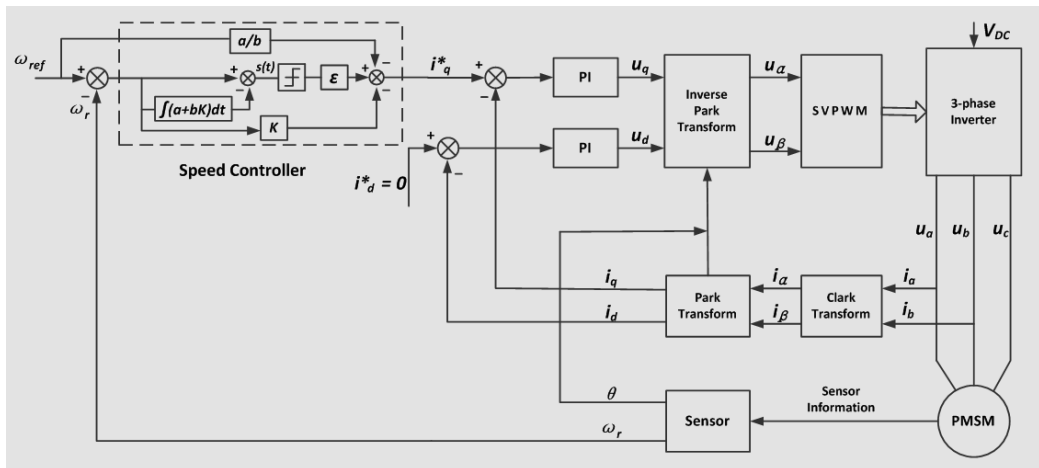 a/b
V_DC
ω_ref
+
−
ω_r
+
−
s(t)
ε
+
−
−
∫(a+bK)dt
K
Speed Controller
i*_q
+
−
PI
u_q
Inverse
Park
Transform
u_α
SVPWM
3-phase
Inverter
+
−
PI
u_d
u_β
i*_d = 0
u_a
u_b
u_c
i_q
Park
Transform
i_α
Clark
Transform
i_a
i_d
i_β
i_b
θ
Sensor
Sensor
Information
PMSM
ω_r